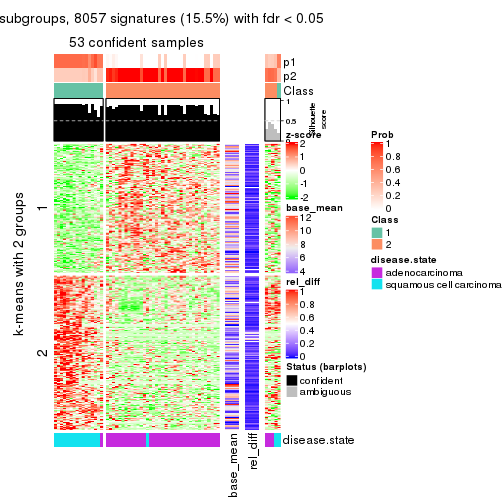 subgroups, 8057 signatures (15.5%) with fdr < 0.05
53 confident samples
p1
p2
Class
1
0.5
0
Silhouette
score
k-means with 2 groups
1
2
z-score
2
1
0
-1
-2
base_mean
12
10
8
6
4
rel_diff
1
0.8
0.6
0.4
0.2
0
Status (barplots)
confident
ambiguous
Prob
1
0.8
0.6
0.4
0.2
0
Class
1
2
disease.state
adenocarcinoma
squamous cell carcinoma
disease.state
base_mean
rel_diff